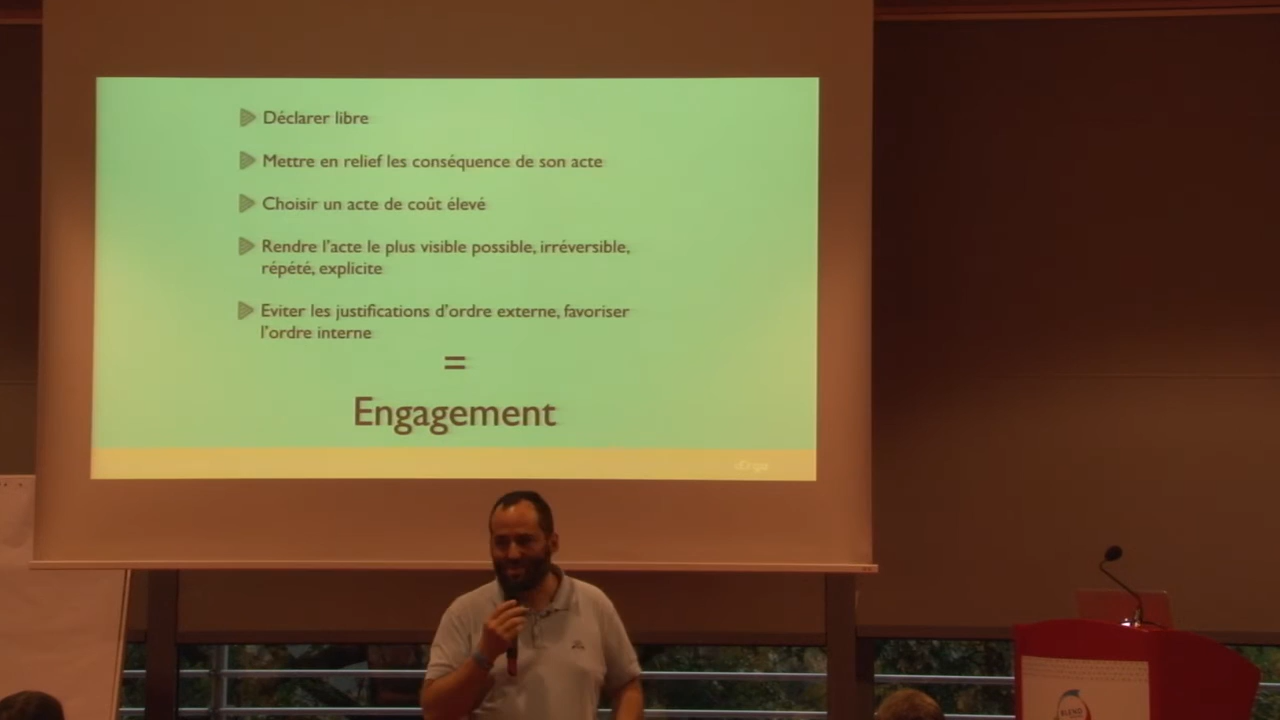 Déclarer libre
Mettre en relief les conséquence de son acte
Choisir un acte de coût élevé
Rendre l'acte le plus visible possible, irréversible,
répété, explicite
Eviter les justifications d'ordre externe, favoriser
l'ordre interne
=
Engagement
BLEND